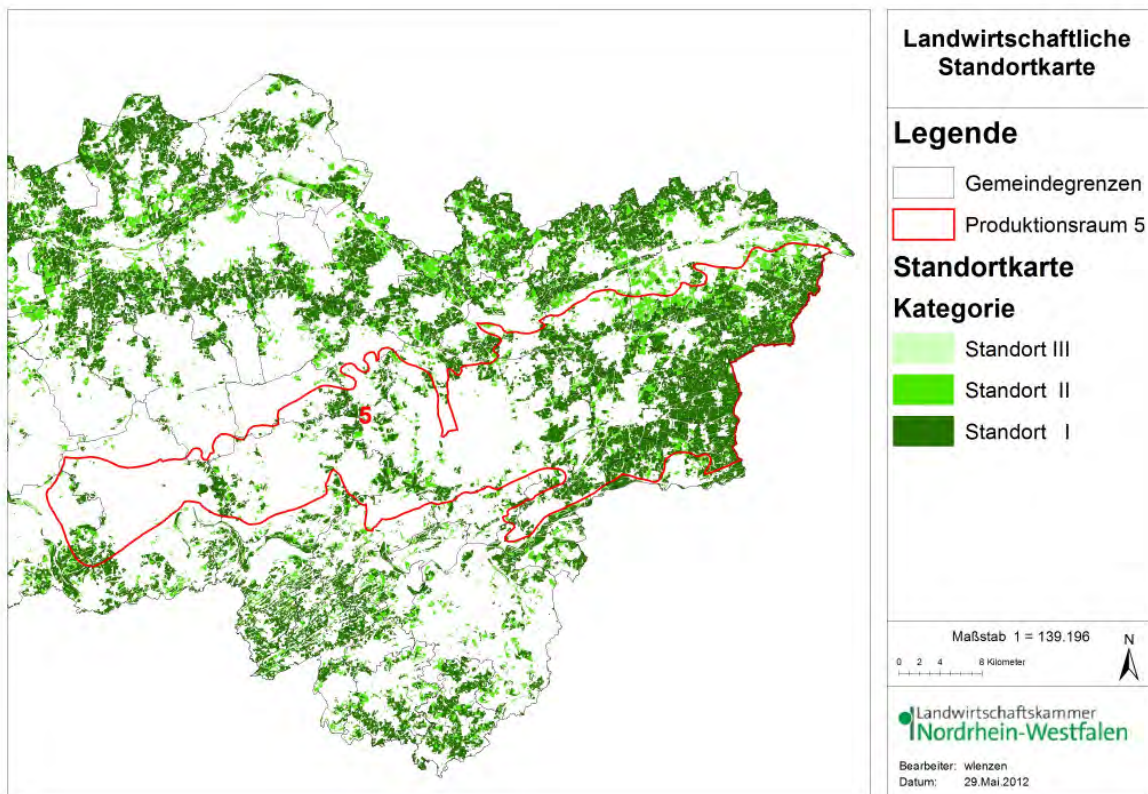 5
Landwirtschaftliche
Standortkarte
Legende
Gemeindegrenzen
Produktionsraum 5
Standortkarte
Kategorie
Standort III
Standort II
Standort I
Maßstab 1 = 139.196
N
0 2 4 8 Kilometer
Landwirtschaftskammer
Nordrhein-Westfalen
Bearbeiter: wlenzen
Datum: 29.Mai.2012